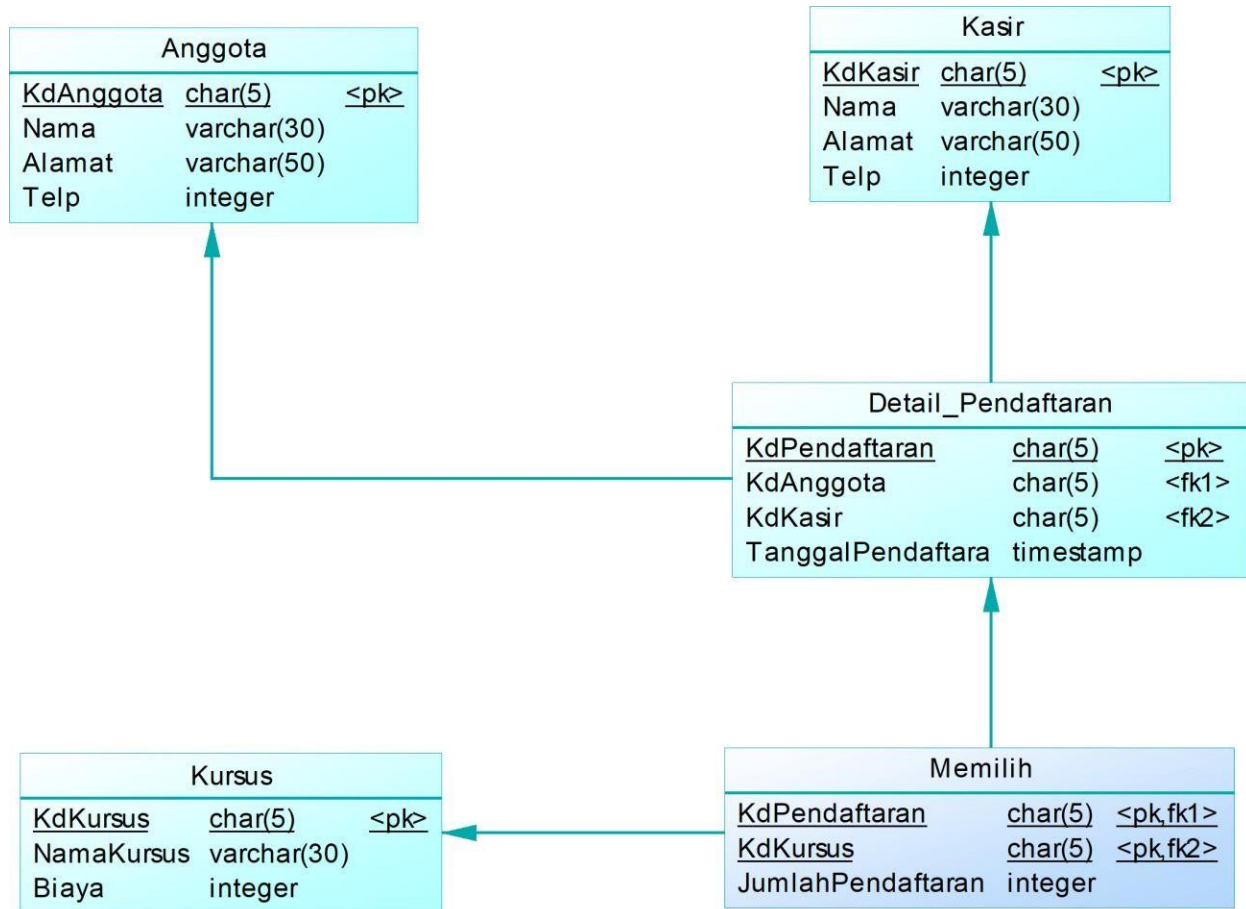 Anggota
KdAnggota char(5) <pk>
Nama varchar(30)
Alamat varchar(50)
Telp integer
Kasir
KdKasir char(5) <pk>
Nama varchar(30)
Alamat varchar(50)
Telp integer
Detail_Pendaftaran
KdPendaftaran char(5) <pk>
KdAnggota char(5) <fk1>
KdKasir char(5) <fk2>
TanggalPendaftara timestamp
Kursus
KdKursus char(5) <pk>
NamaKursus varchar(30)
Biaya integer
Memilih
KdPendaftaran char(5) <pk,fk1>
KdKursus char(5) <pk,fk2>
JumlahPendaftaran integer